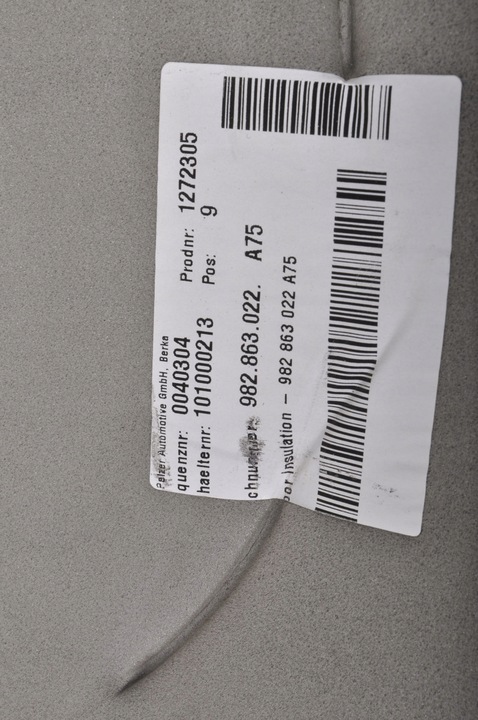 Pelzer Automotive GmbH, Berka
quenznr: 0040304 Prodnr: 1272305
haelternr: 101000213 Pos: 9
982.863.022. A75
Insulation - 982 863 022 A75